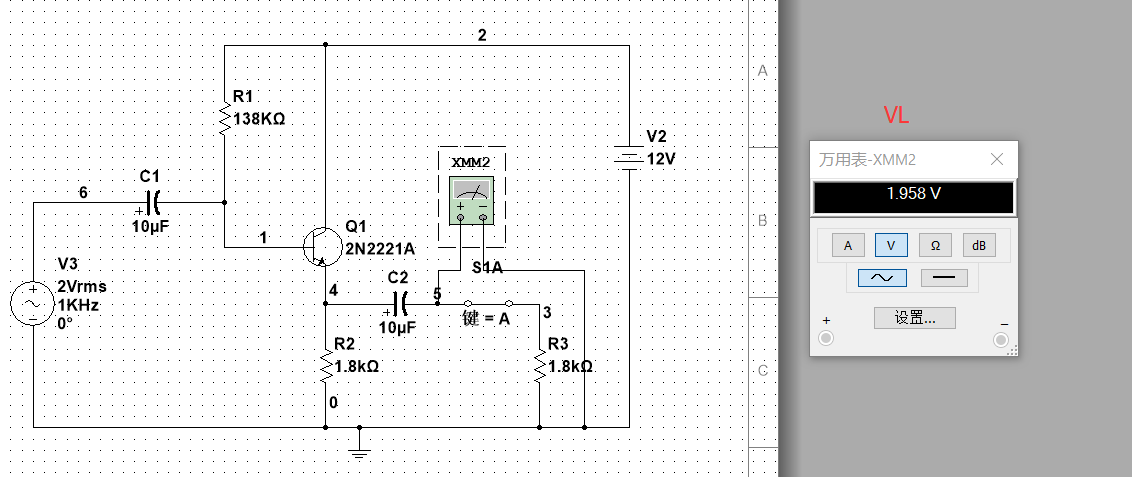 2
A
R1
138KΩ
VL
V2
12V
万用表-XMM2
XMM2
1.958 V
6
C1
+
10µF
+
−
B
1
Q1
2N2221A
A
V
Ω
dB
V3
+
2Vrms
1KHz
−
0°
4
C2
S1A
5
+
10µF
键 = A
3
设置...
+
−
R2
1.8kΩ
R3
1.8kΩ
C
0